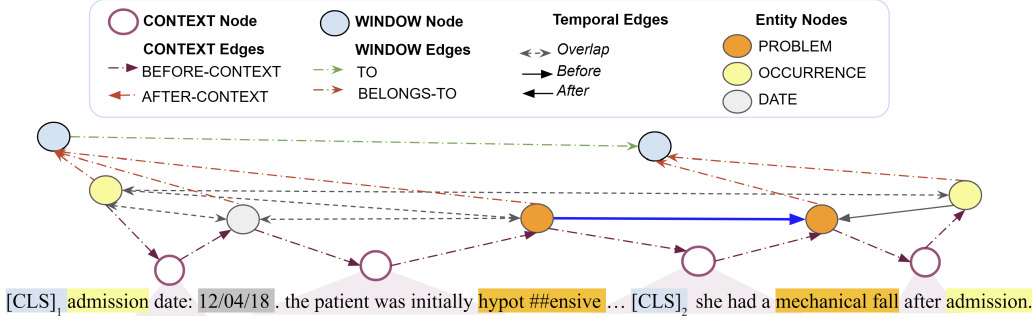 CONTEXT Node
WINDOW Node
Temporal Edges
Entity Nodes
CONTEXT Edges
WINDOW Edges
Overlap
PROBLEM
BEFORE-CONTEXT
TO
Before
OCCURRENCE
AFTER-CONTEXT
BELONGS-TO
After
DATE
[CLS]1 admission date: 12/04/18 . the patient was initially hypot ##ensive ... [CLS]2 she had a mechanical fall after admission.